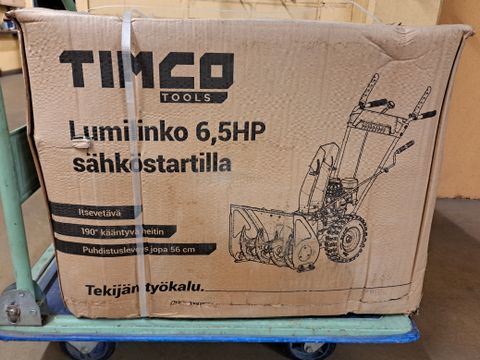 TIMCO
TOOLS
Lumilinko 6,5HP
sähköstartilla
Itsevetävä
190° kääntyvä heitin
Puhdistusleveys jopa 56 cm
Tekijän työkalu.